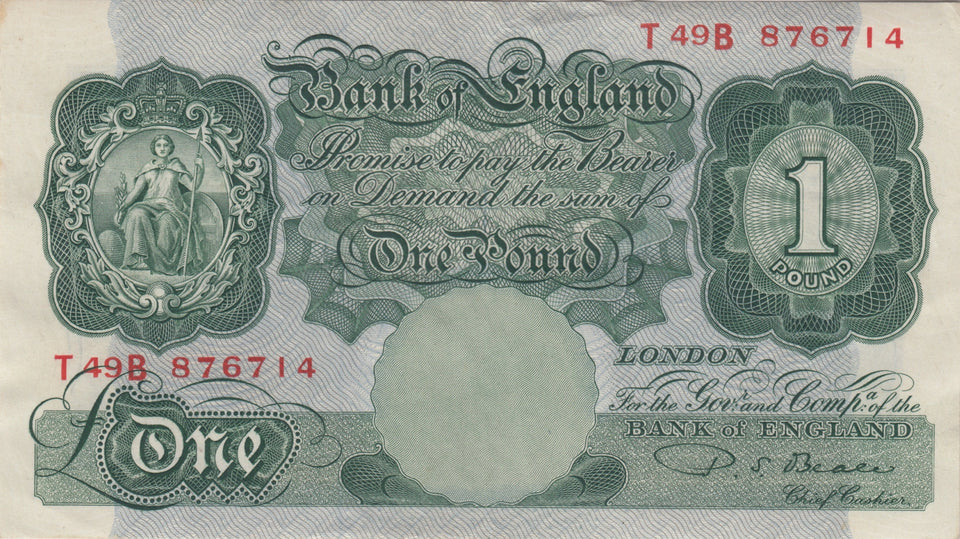 T 49B 876714
Bank of England
Promise to pay the Bearer
on Demand the sum of
One Pound
1
POUND
T 49B 876714
LONDON
For the Govr. and Compa. of the
BANK of ENGLAND
£One
P. S. Beale
Chief Cashier.